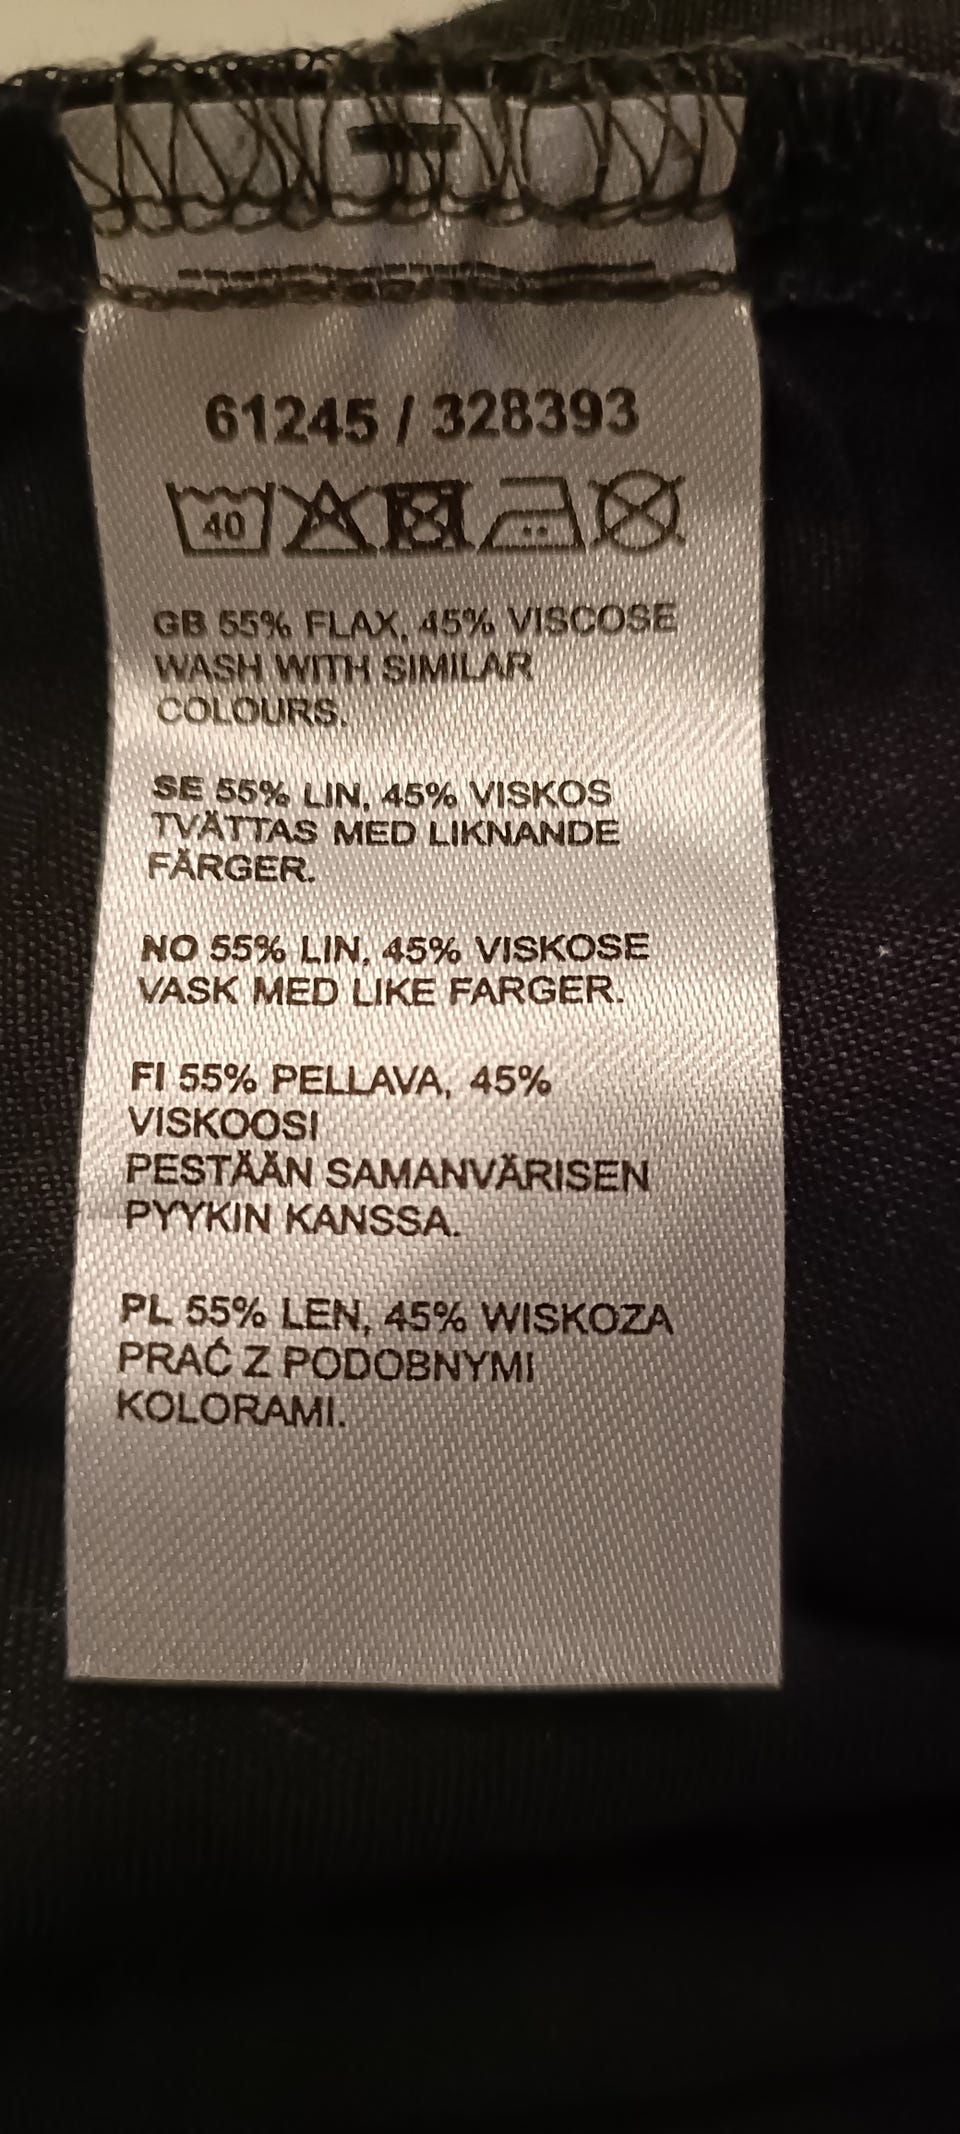 61245 / 328393
40
GB 55% FLAX, 45% VISCOSE
WASH WITH SIMILAR
COLOURS.
SE 55% LIN, 45% VISKOS
TVÄTTAS MED LIKNANDE
FÄRGER.
NO 55% LIN, 45% VISKOSE
VASK MED LIKE FARGER.
FI 55% PELLAVA, 45%
VISKOOSI
PESTÄÄN SAMANVÄRISEN
PYYKIN KANSSA.
PL 55% LEN, 45% WISKOZA
PRAĆ Z PODOBNYMI
KOLORAMI.